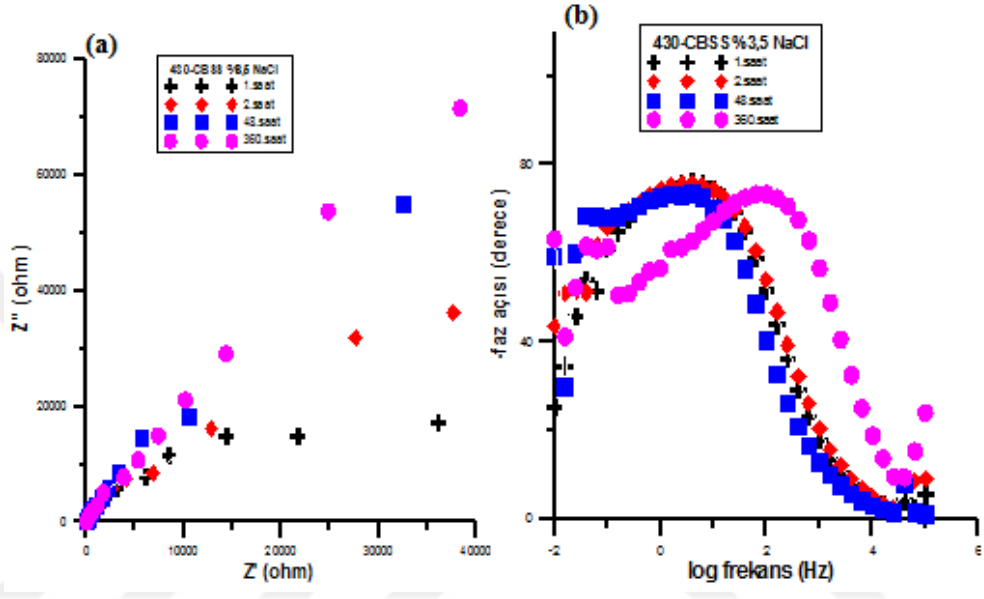 (a)
80000
430-CBSS %3,5 NaCl
1.saat
2.saat
48.saat
360.saat
60000
Z'' (ohm)
40000
20000
0
0
10000
20000
30000
40000
Z' (ohm)
(b)
430-CBSS %3,5 NaCl
1.saat
2.saat
48.saat
360.saat
80
-faz açısı (derece)
40
0
-2
0
2
4
6
log frekans (Hz)